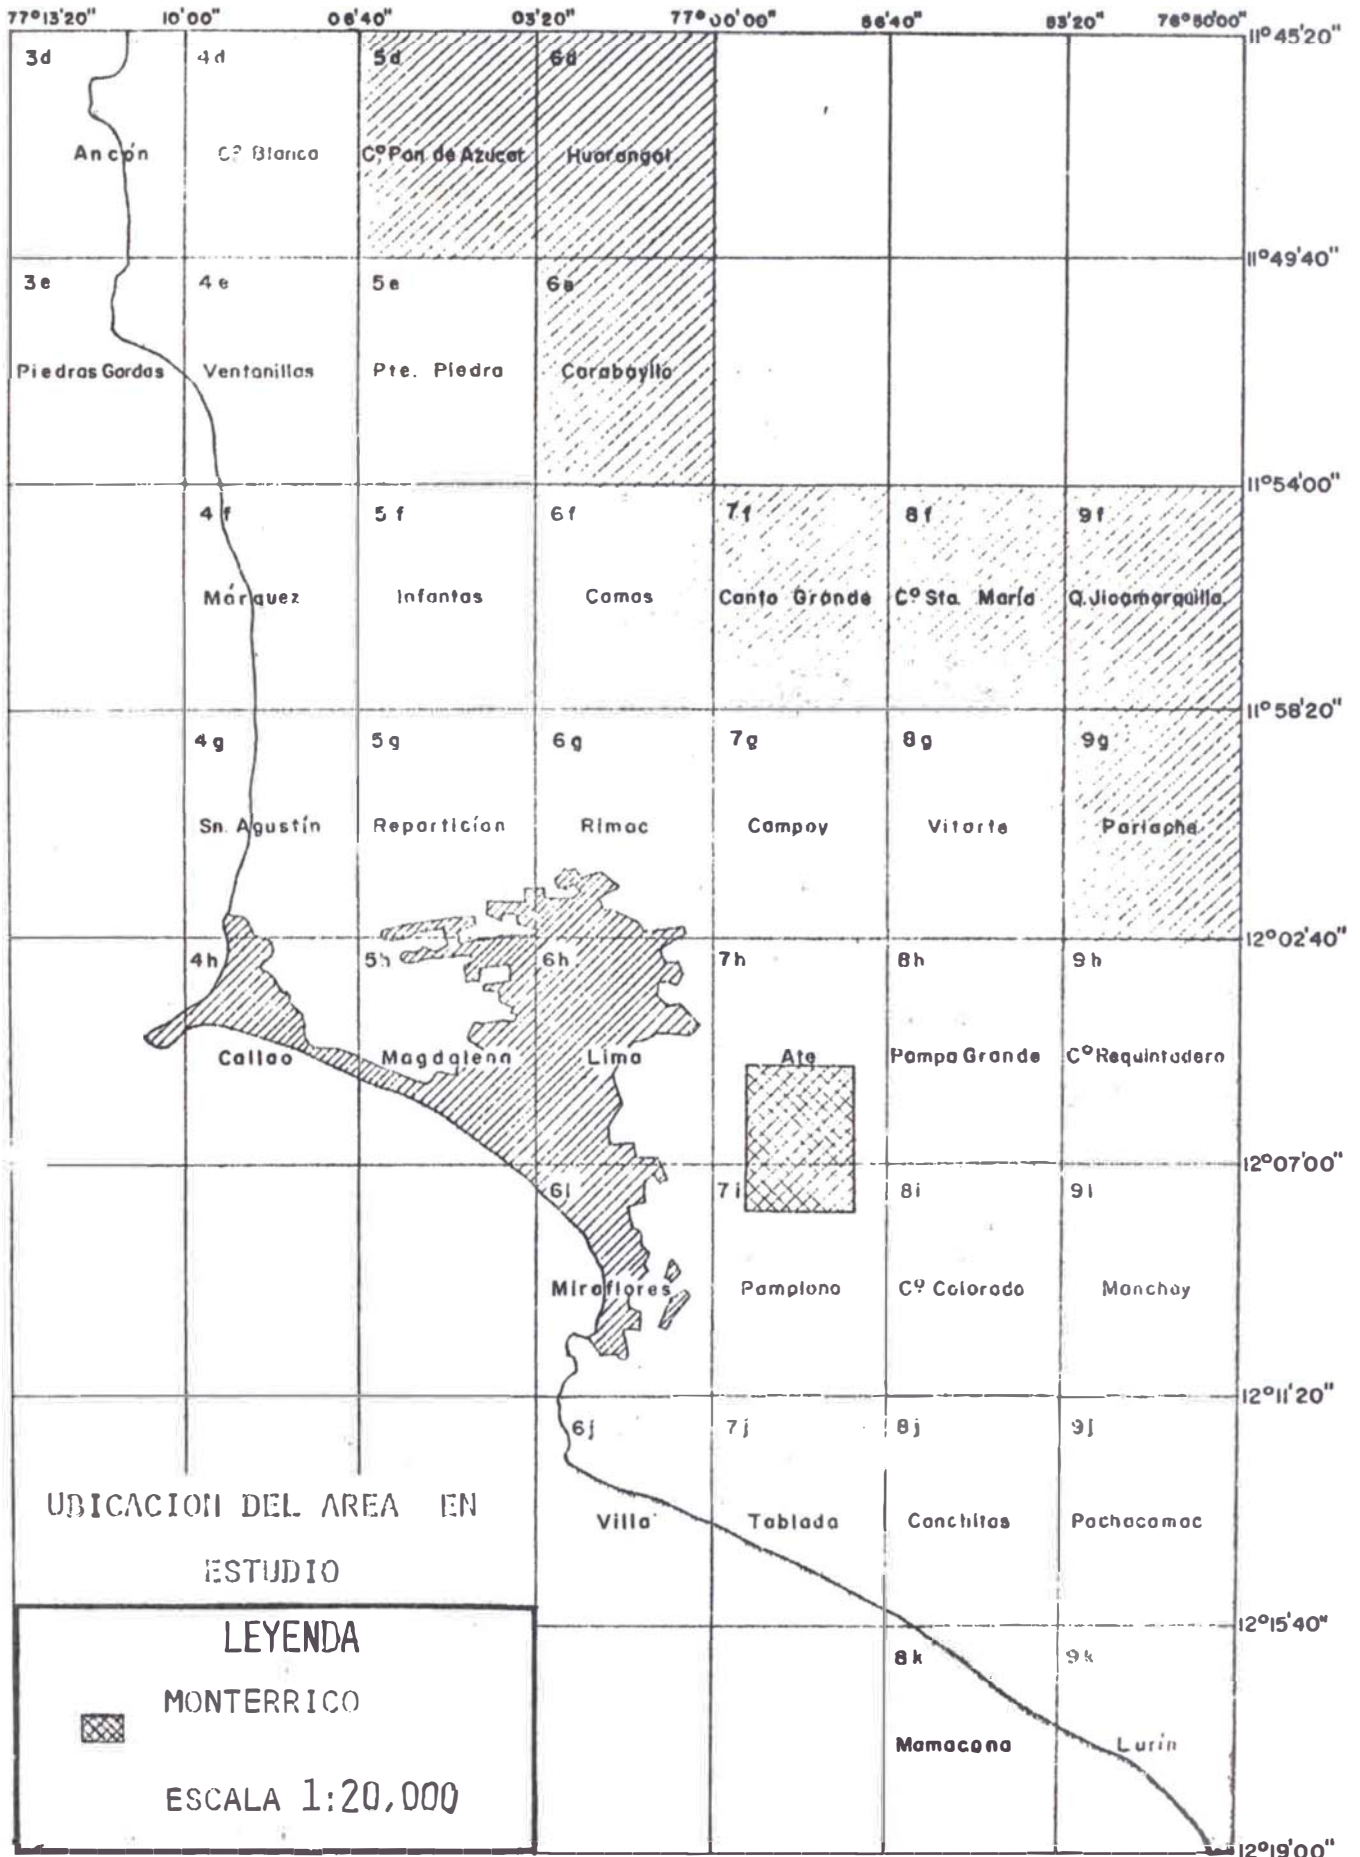 77°13'20" 10'00" 06'40" 03'20" 77°00'00" 56'40" 53'20" 76°50'00"
11°45'20"
3d 4d 5d 6d
Ancón Cº Blanco Cº Pan de Azucar Huarangal
11°49'40"
3e 4e 5e 6e
Piedras Gordas Ventanillas Pte. Piedra Carabayllo
11°54'00"
4f 5f 6f 7f 8f 9f
Márquez Infantas Comas Canto Grande Cº Sta. María Q. Jicamarquilla
11°58'20"
4g 5g 6g 7g 8g 9g
Sn. Agustín Repartición Rimac Campoy Vitarte Pariache
12°02'40"
4h 5h 6h 7h 8h 9h
Callao Magdalena Lima Ate Pampa Grande Cº Requintadero
12°07'00"
6i 7i 8i 9i
Miraflores Pamplona Cº Colorado Manchay
12°11'20"
6j 7j 8j 9j
Villa Tablada Conchitas Pachacamac
12°15'40"
8k 9k
Mamacona Lurín
12°19'00"
UBICACION DEL AREA EN
ESTUDIO
LEYENDA
MONTERRICO
ESCALA 1:20,000